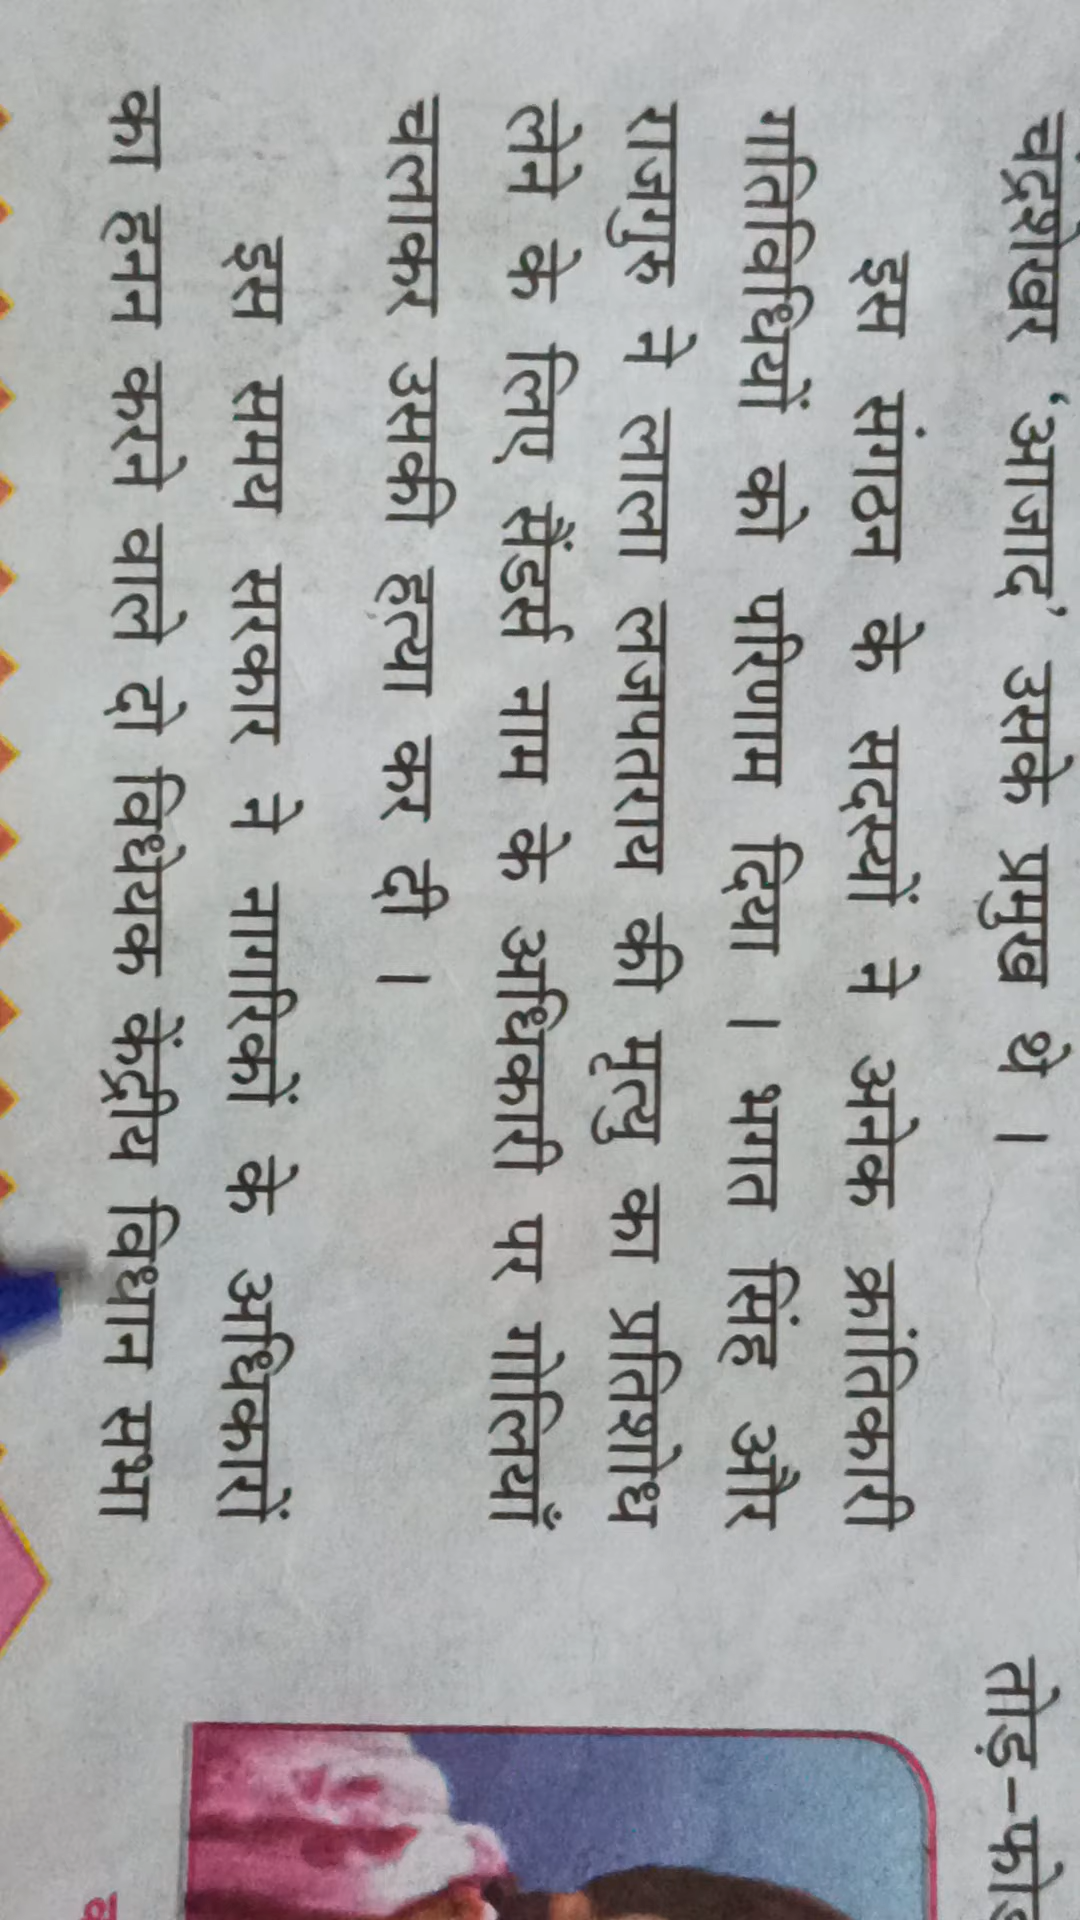 चंद्रशेखर ‘आजाद’ उसके प्रमुख थे ।
इस संगठन के सदस्यों ने अनेक क्रांतिकारी
गतिविधियों को परिणाम दिया । भगत सिंह और
राजगुरु ने लाला लजपतराय की मृत्यु का प्रतिशोध
लेने के लिए सैंडर्स नाम के अधिकारी पर गोलियाँ
चलाकर उसकी हत्या कर दी ।
इस समय सरकार ने नागरिकों के अधिकारों
का हनन करने वाले दो विधेयक केंद्रीय विधान सभा